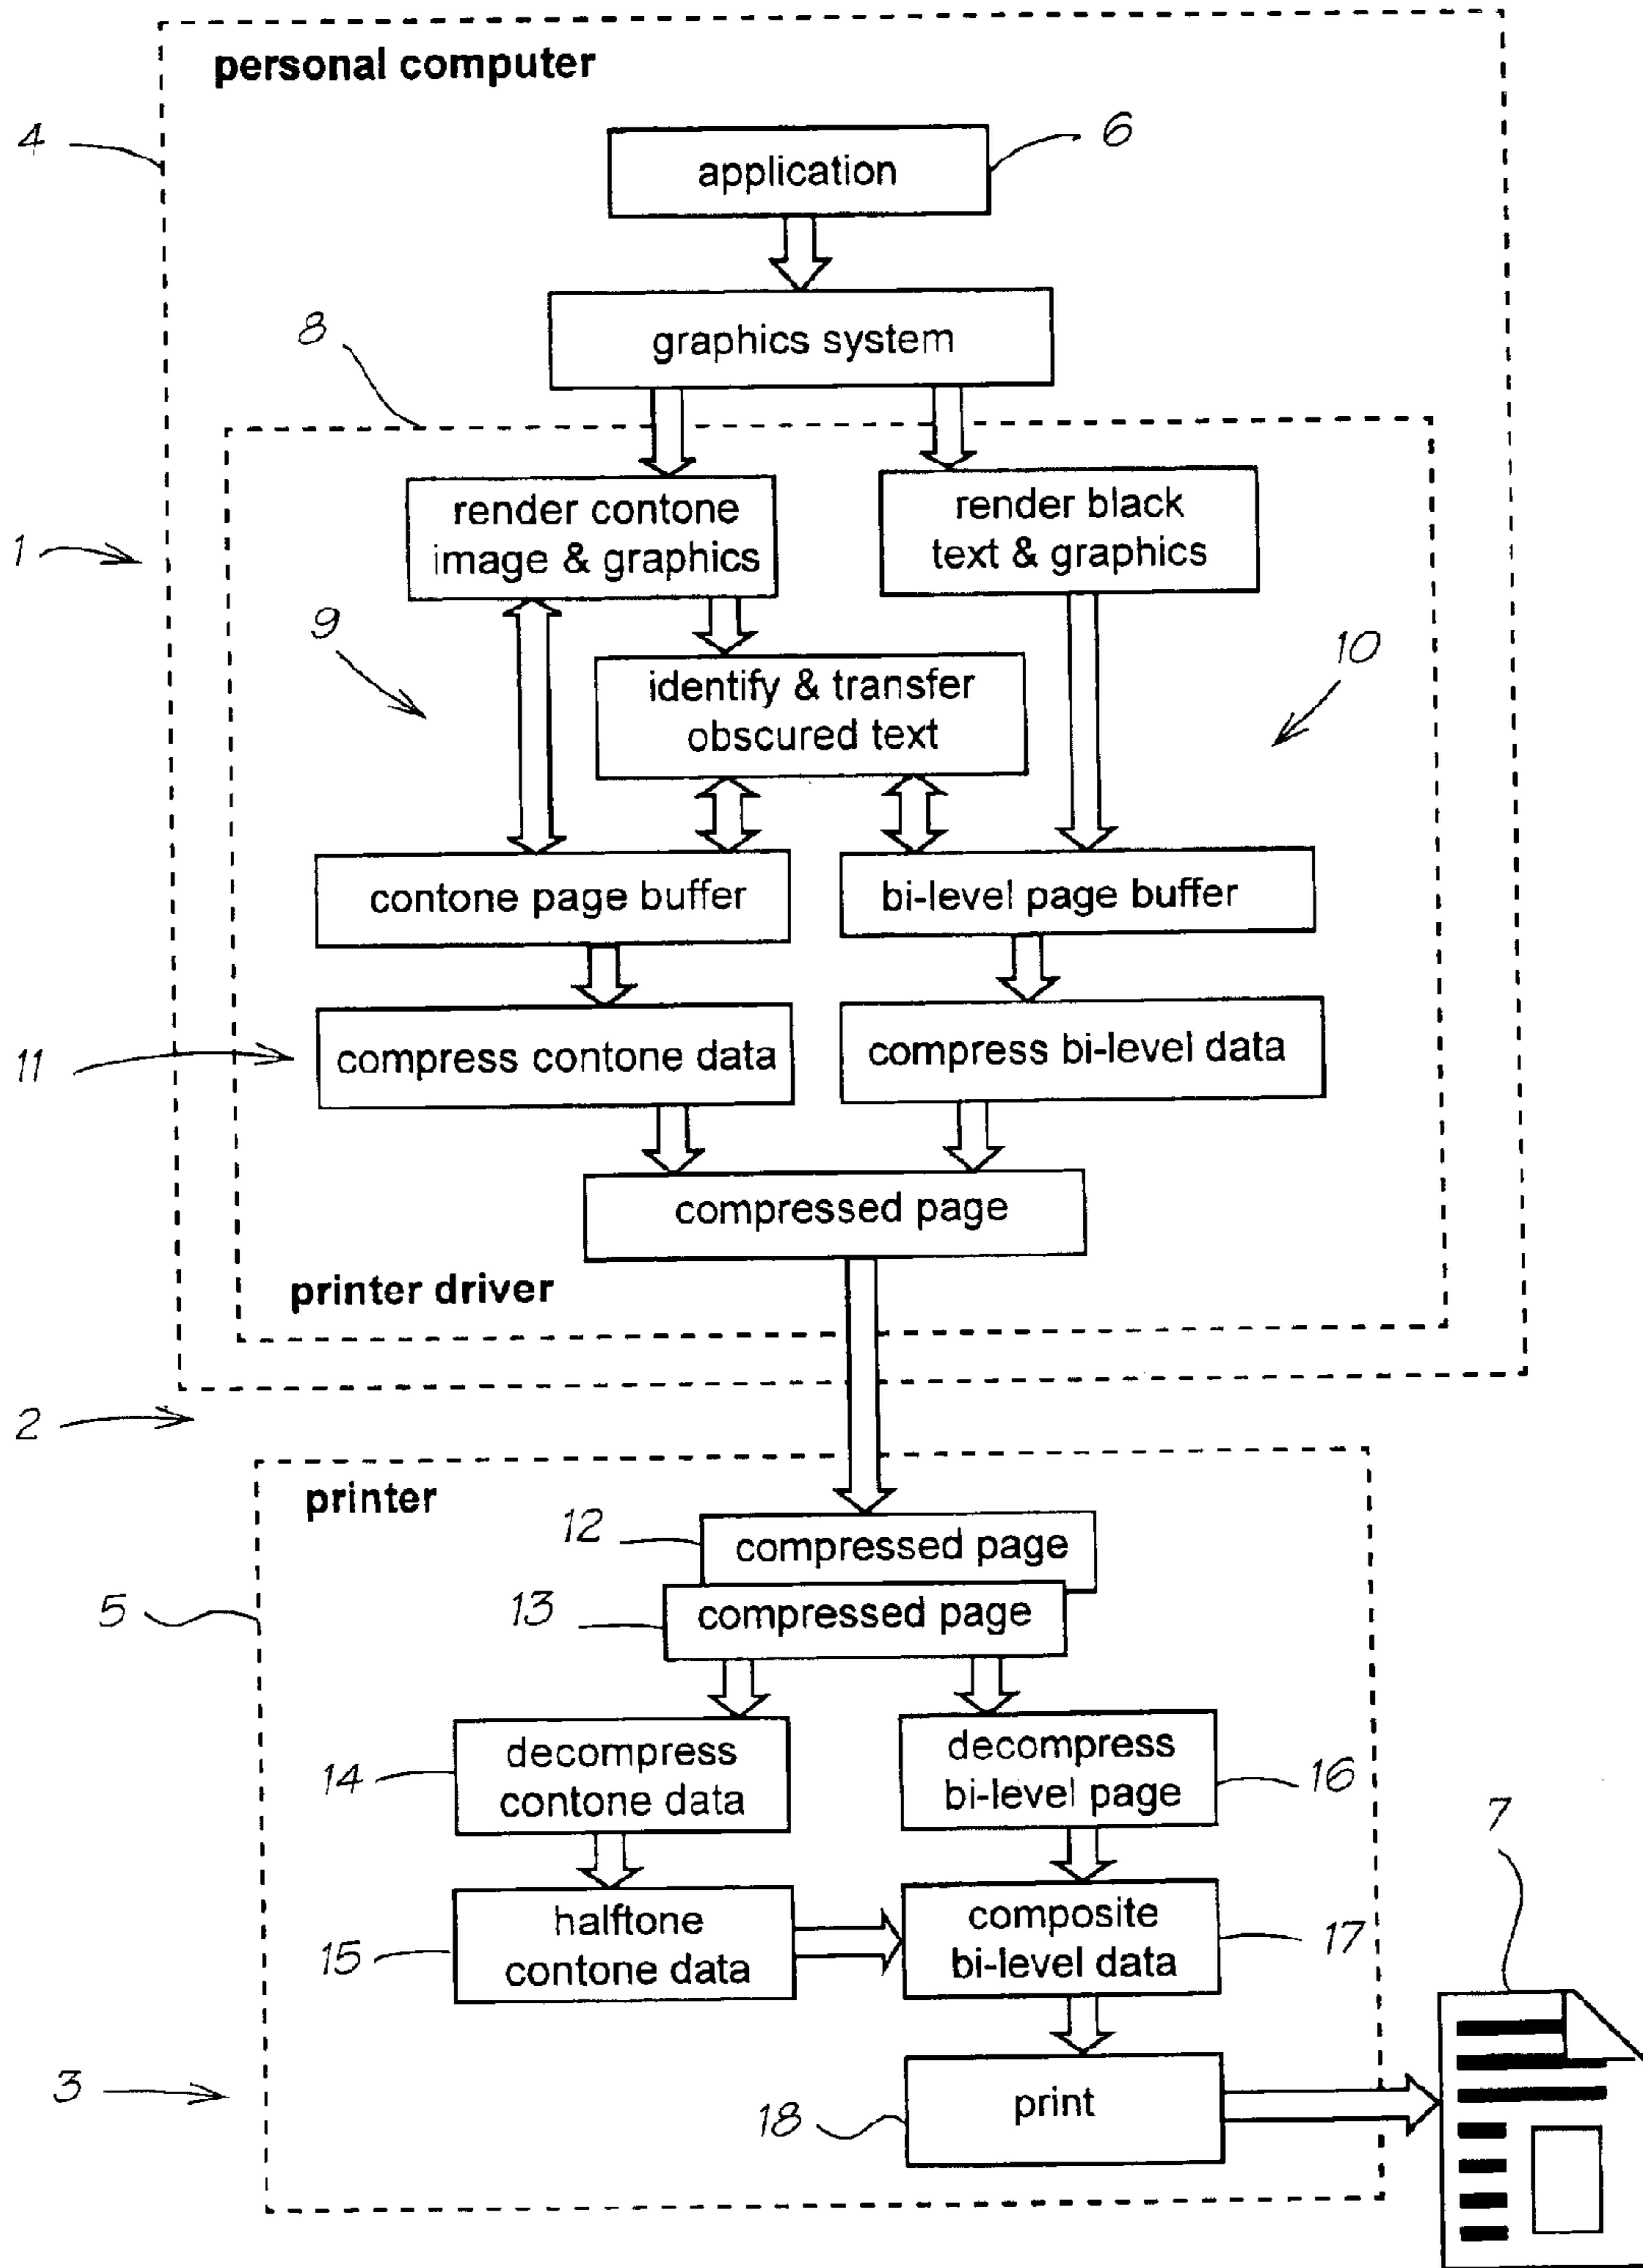 personal computer
4
application
6
graphics system
8
render contone
image & graphics
render black
text & graphics
1
9
identify & transfer
obscured text
10
contone page buffer
bi-level page buffer
11
compress contone data
compress bi-level data
compressed page
printer driver
2
printer
12
compressed page
13
compressed page
5
14
decompress
contone data
decompress
bi-level page
16
7
15
halftone
contone data
composite
bi-level data
17
3
18
print